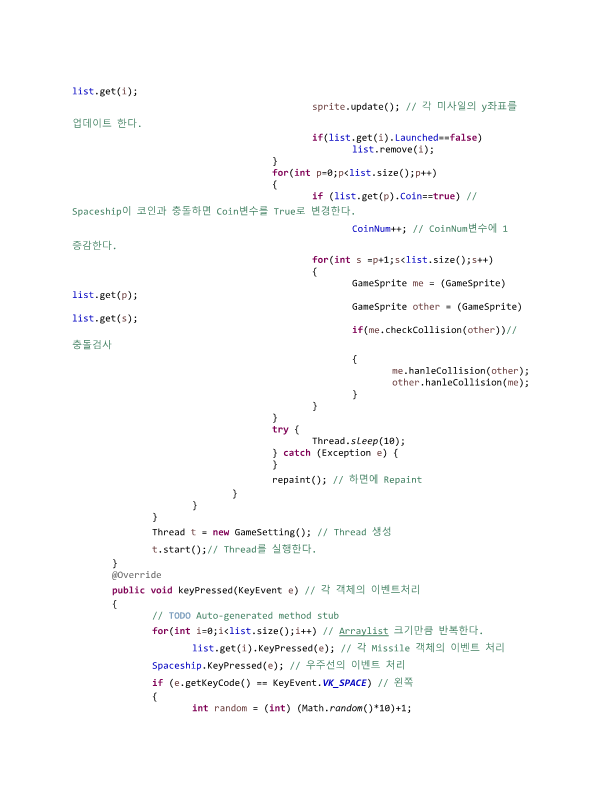 list.get(i);
sprite.update(); // 각 미사일의 y좌표를
업데이트 한다.
if(list.get(i).Launched==false)
list.remove(i);
}
for(int p=0;p<list.size();p++)
{
if (list.get(p).Coin==true) //
Spaceship이 코인과 충돌하면 Coin변수를 True로 변경한다.
CoinNum++; // CoinNum변수에 1
증감한다.
for(int s =p+1;s<list.size();s++)
{
GameSprite me = (GameSprite)
list.get(p);
GameSprite other = (GameSprite)
list.get(s);
if(me.checkCollision(other))//
충돌검사
{
me.hanleCollision(other);
other.hanleCollision(me);
}
}
}
try {
Thread.sleep(10);
} catch (Exception e) {
}
repaint(); // 하면에 Repaint
}
}
}
Thread t = new GameSetting(); // Thread 생성
t.start();// Thread를 실행한다.
}
@Override
public void keyPressed(KeyEvent e) // 각 객체의 이벤트처리
{
// TODO Auto-generated method stub
for(int i=0;i<list.size();i++) // Arraylist 크기만큼 반복한다.
list.get(i).KeyPressed(e); // 각 Missile 객체의 이벤트 처리
Spaceship.KeyPressed(e); // 우주선의 이벤트 처리
if (e.getKeyCode() == KeyEvent.VK_SPACE) // 왼쪽
{
int random = (int) (Math.random()*10)+1;